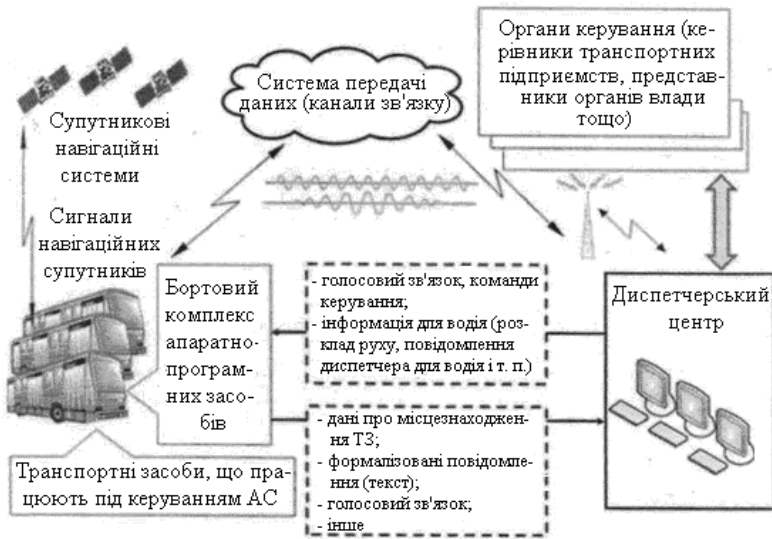 Органи керування (ке-
рівники транспортних
підприємств, представ-
ники органів влади
тощо)
Система передачі
даних (канали зв'язку)
Супутникові
навігаційні
системи
Сигнали
навігаційних
супутників
Бортовий
комплекс
апаратно-
програм-
них засо-
бів
- голосовий зв'язок, команди
керування;
- інформація для водія (роз-
клад руху, повідомлення
диспетчера для водія і т. п.)
Диспетчерський
центр
- дані про місцезнаходжен-
ня ТЗ;
- формалізовані повідомле-
ння (текст);
- голосовий зв'язок;
- інше
Транспортні засоби, що пра-
цюють під керуванням АС